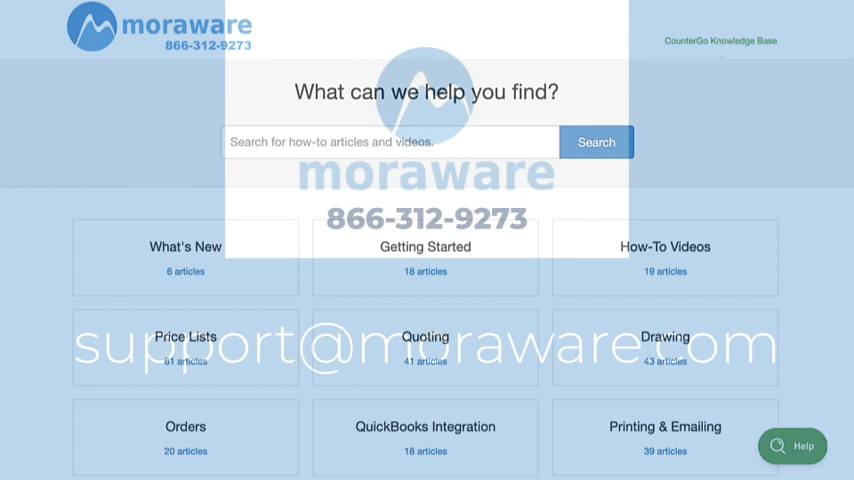 moraware
866-312-9273
CounterGo Knowledge Base
What can we help you find?
Search for how-to articles and videos.
Search
moraware
866-312-9273
What's New
6 articles
Getting Started
18 articles
How-To Videos
19 articles
support@moraware.com
Price Lists
61 articles
Quoting
41 articles
Drawing
43 articles
Orders
20 articles
QuickBooks Integration
18 articles
Printing & Emailing
39 articles
Help